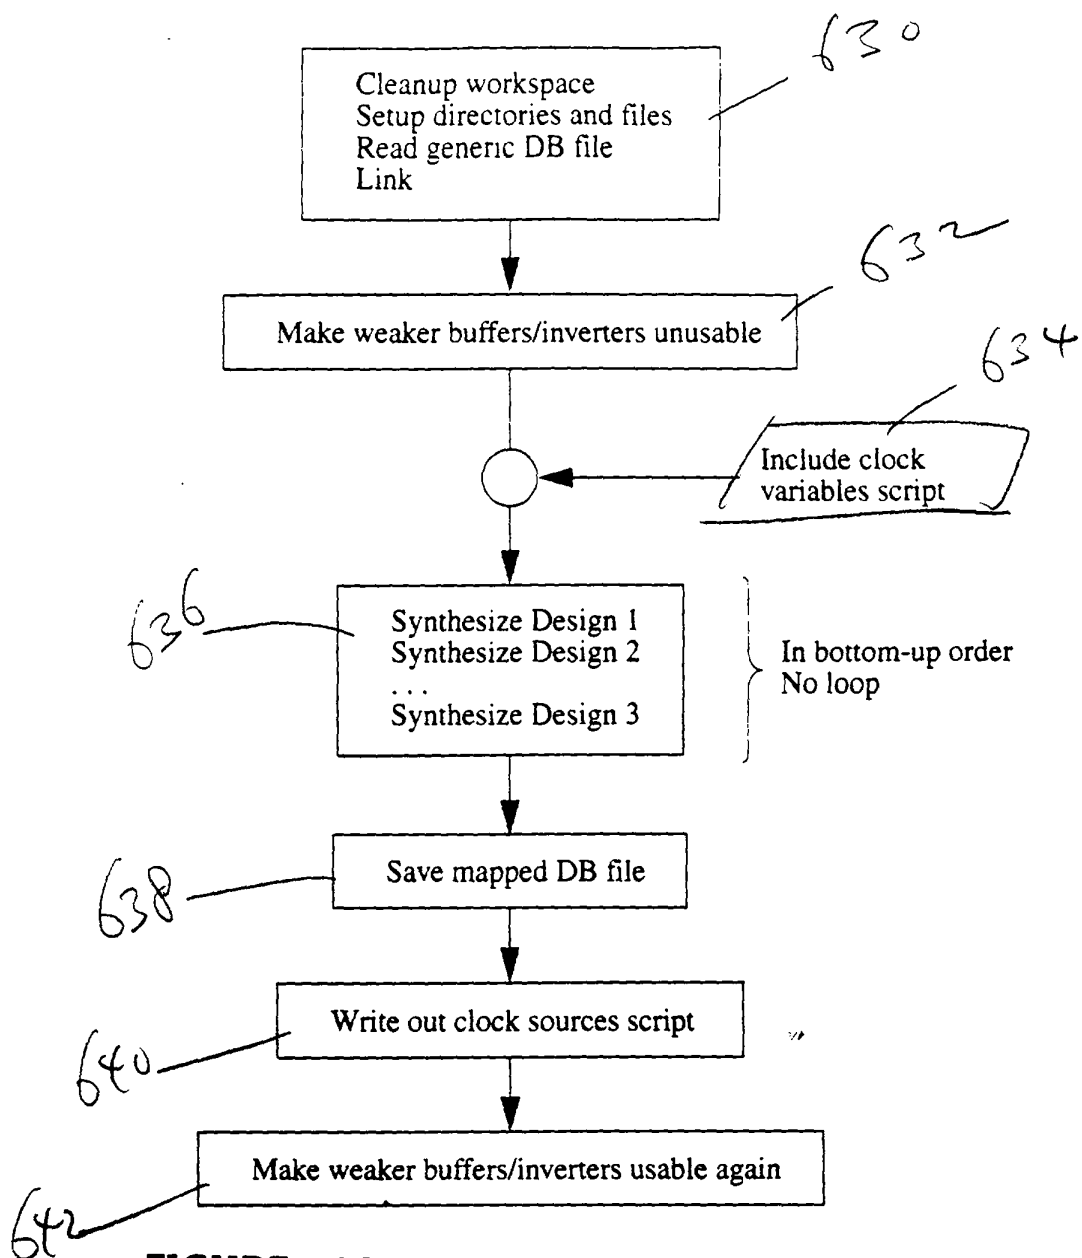 630
Cleanup workspace
Setup directories and files
Read generic DB file
Link
632
Make weaker buffers/inverters unusable
634
Include clock
variables script
636
Synthesize Design 1
Synthesize Design 2
. . .
Synthesize Design 3
In bottom-up order
No loop
638
Save mapped DB file
640
Write out clock sources script
642
Make weaker buffers/inverters usable again